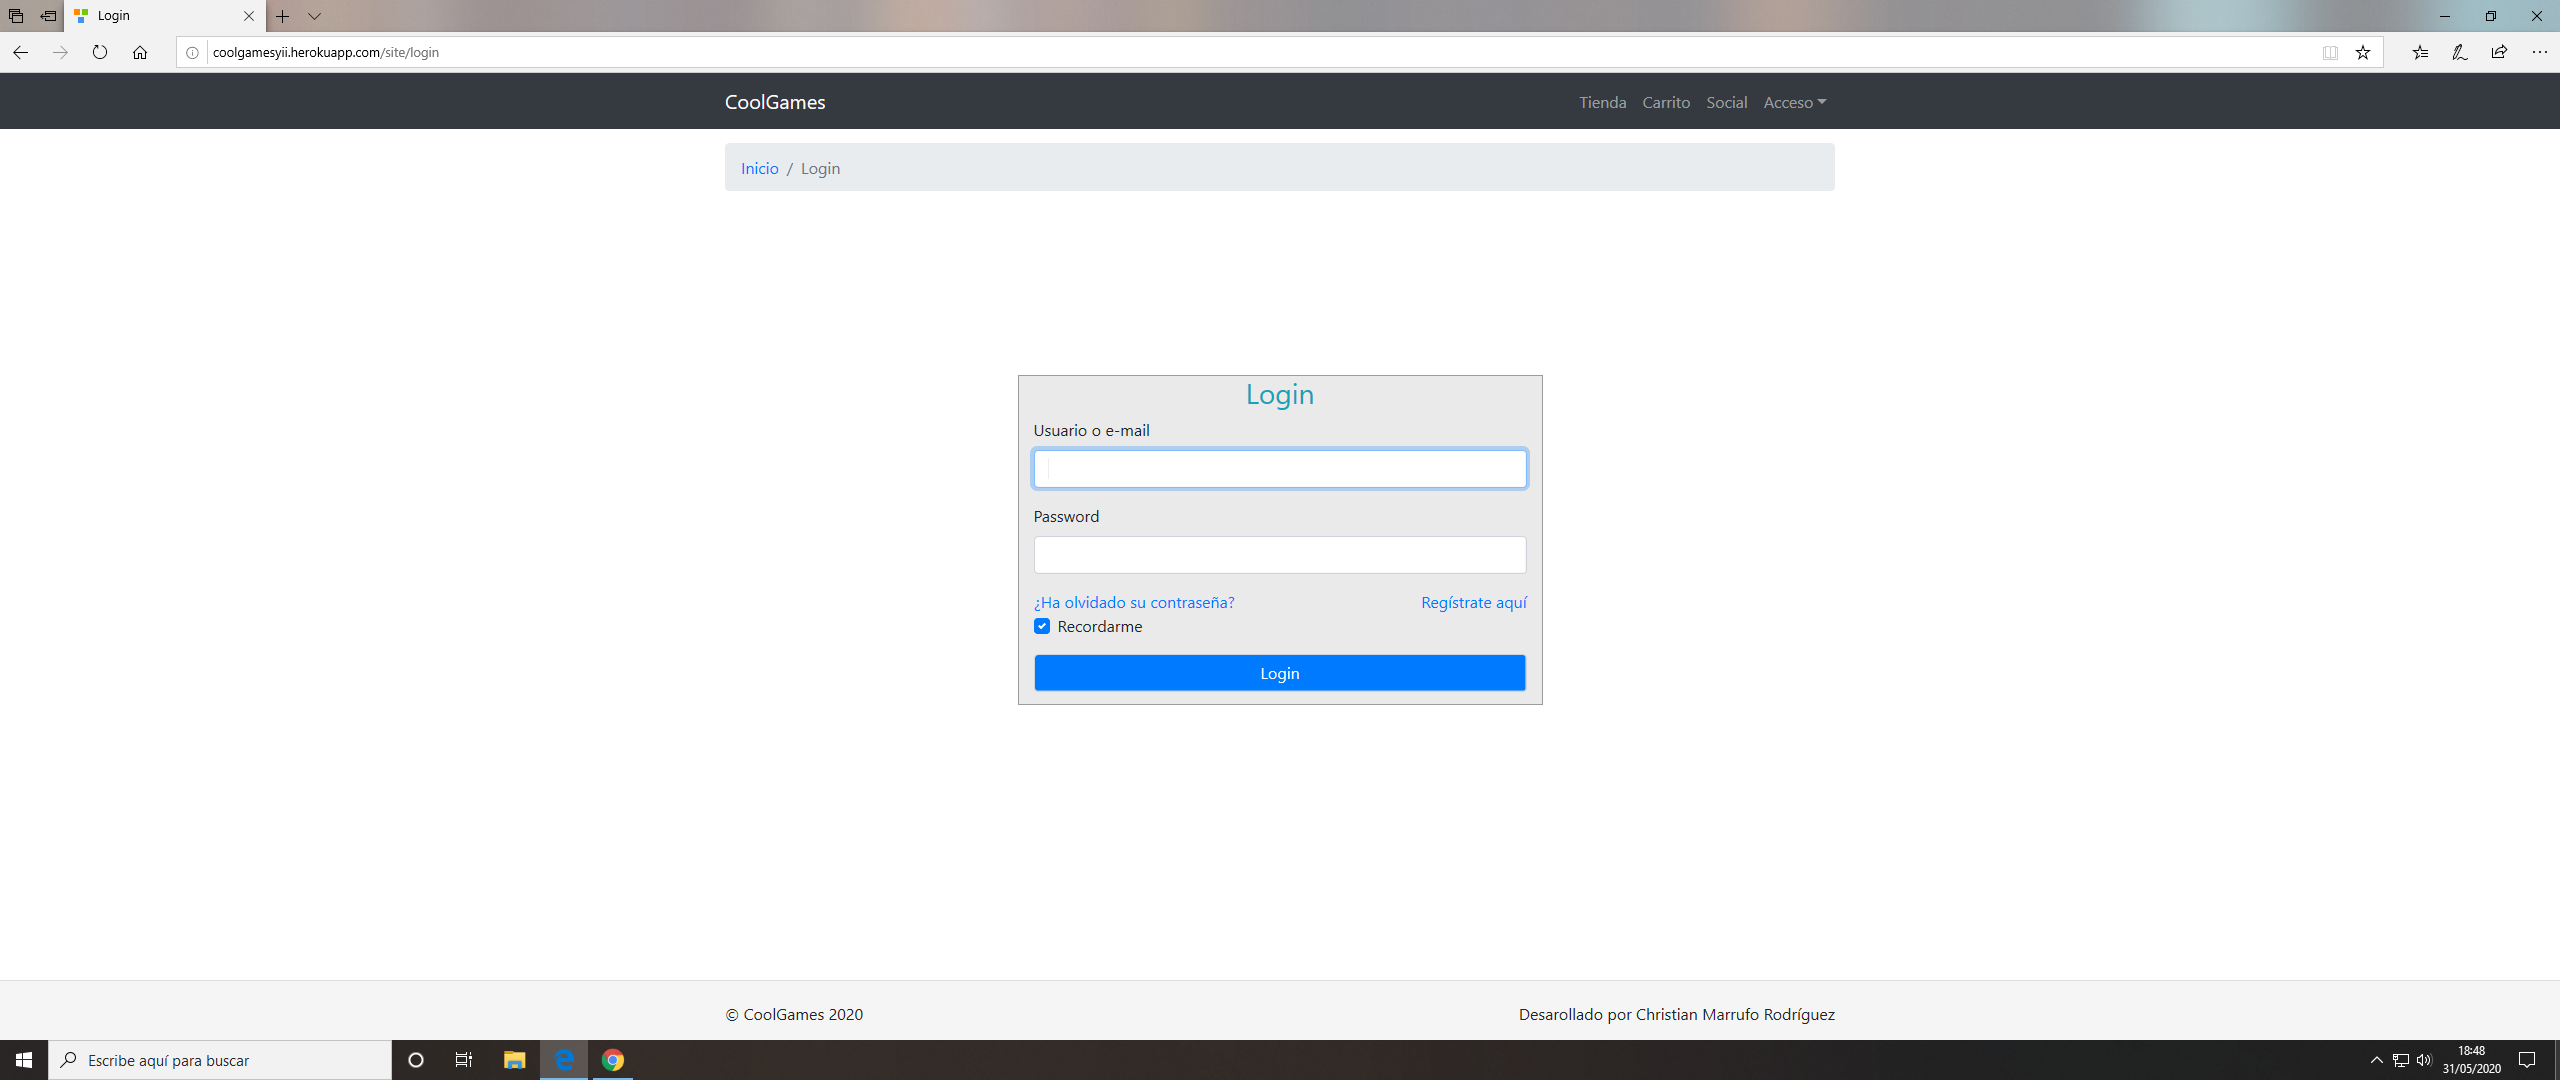 Login
coolgamesyii.herokuapp.com/site/login
CoolGames
Tienda Carrito Social Acceso
Inicio / Login
Login
Usuario o e-mail
Password
¿Ha olvidado su contraseña? Regístrate aquí
Recordarme
Login
© CoolGames 2020 Desarollado por Christian Marrufo Rodríguez
Escribe aquí para buscar
18:48
31/05/2020